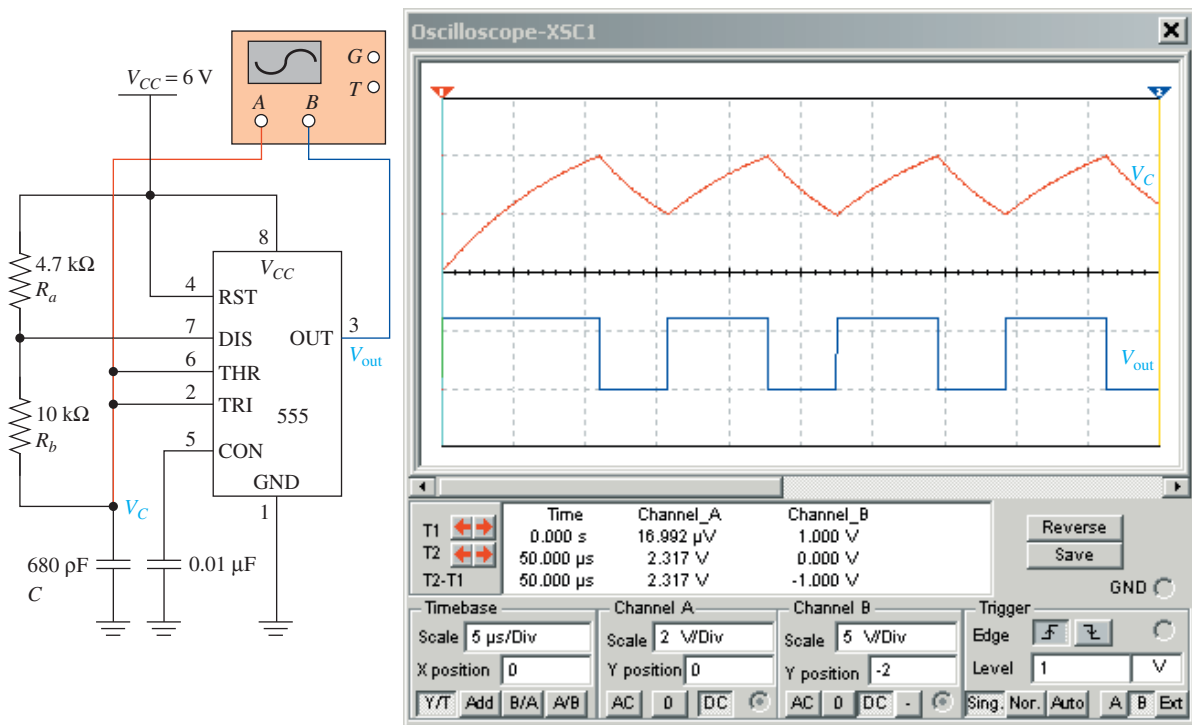 V_CC = 6 V
A
B
G
T
4.7 kΩ
R_a
10 kΩ
R_b
V_C
680 ρF
C
0.01 μF
8
V_CC
4
RST
7
DIS
OUT
3
V_out
6
THR
2
TRI
555
5
CON
GND
1
Oscilloscope-XSC1
1
2
V_C
V_out
T1
T2
T2-T1
Time Channel_A Channel_B
0.000 s 16.992 μV 1.000 V
50.000 μs 2.317 V 0.000 V
50.000 μs 2.317 V -1.000 V
Reverse
Save
GND
Timebase
Scale 5 μs/Div
X position 0
Y/T Add B/A A/B
Channel A
Scale 2 V/Div
Y position 0
AC 0 DC
Channel B
Scale 5 V/Div
Y position -2
AC 0 DC -
Trigger
Edge
Level 1 V
Sing. Nor. Auto A B Ext